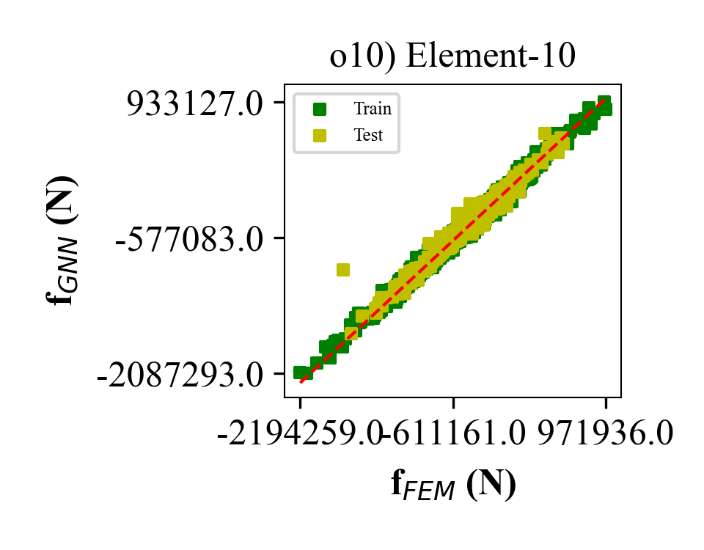 o10) Element-10
933127.0
-577083.0
-2087293.0
Train
Test
f_GNN (N)
-2194259.0 -611161.0 971936.0
f_FEM (N)